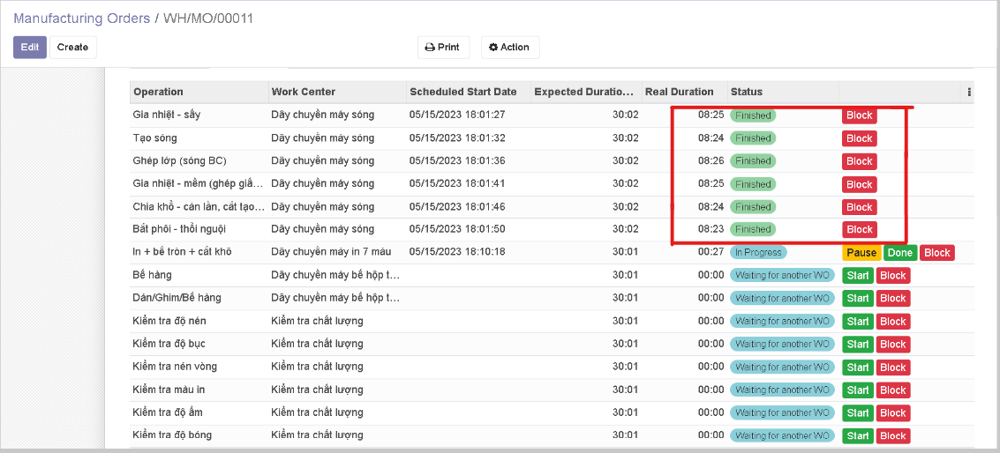 Manufacturing Orders / WH/MO/00011
Edit Create Print Action
Operation Work Center Scheduled Start Date Expected Duratio... Real Duration Status
Gia nhiệt - sấy Dây chuyền máy sóng 05/15/2023 18:01:27 30:02 08:25 Finished Block
Tạo sóng Dây chuyền máy sóng 05/15/2023 18:01:32 30:02 08:24 Finished Block
Ghép lớp (sóng BC) Dây chuyền máy sóng 05/15/2023 18:01:36 30:02 08:26 Finished Block
Gia nhiệt - mềm (ghép giấ... Dây chuyền máy sóng 05/15/2023 18:01:41 30:02 08:25 Finished Block
Chia khổ - cán lằn, cắt tạo... Dây chuyền máy sóng 05/15/2023 18:01:46 30:02 08:24 Finished Block
Bắt phôi - thổi nguội Dây chuyền máy sóng 05/15/2023 18:01:50 30:02 08:23 Finished Block
In + bế tròn + cắt khô Dây chuyền máy in 7 màu 05/15/2023 18:10:18 30:01 00:27 In Progress Pause Done Block
Bế hàng Dây chuyền máy bế hộp t... 30:01 00:00 Waiting for another WO Start Block
Dán/Ghim/Bế hàng Dây chuyền máy bế hộp t... 30:01 00:00 Waiting for another WO Start Block
Kiểm tra độ nén Kiểm tra chất lượng 30:01 00:00 Waiting for another WO Start Block
Kiểm tra độ bục Kiểm tra chất lượng 30:01 00:00 Waiting for another WO Start Block
Kiểm tra nén vòng Kiểm tra chất lượng 30:01 00:00 Waiting for another WO Start Block
Kiểm tra màu in Kiểm tra chất lượng 30:01 00:00 Waiting for another WO Start Block
Kiểm tra độ ẩm Kiểm tra chất lượng 30:01 00:00 Waiting for another WO Start Block
Kiểm tra độ bóng Kiểm tra chất lượng 30:01 00:00 Waiting for another WO Start Block